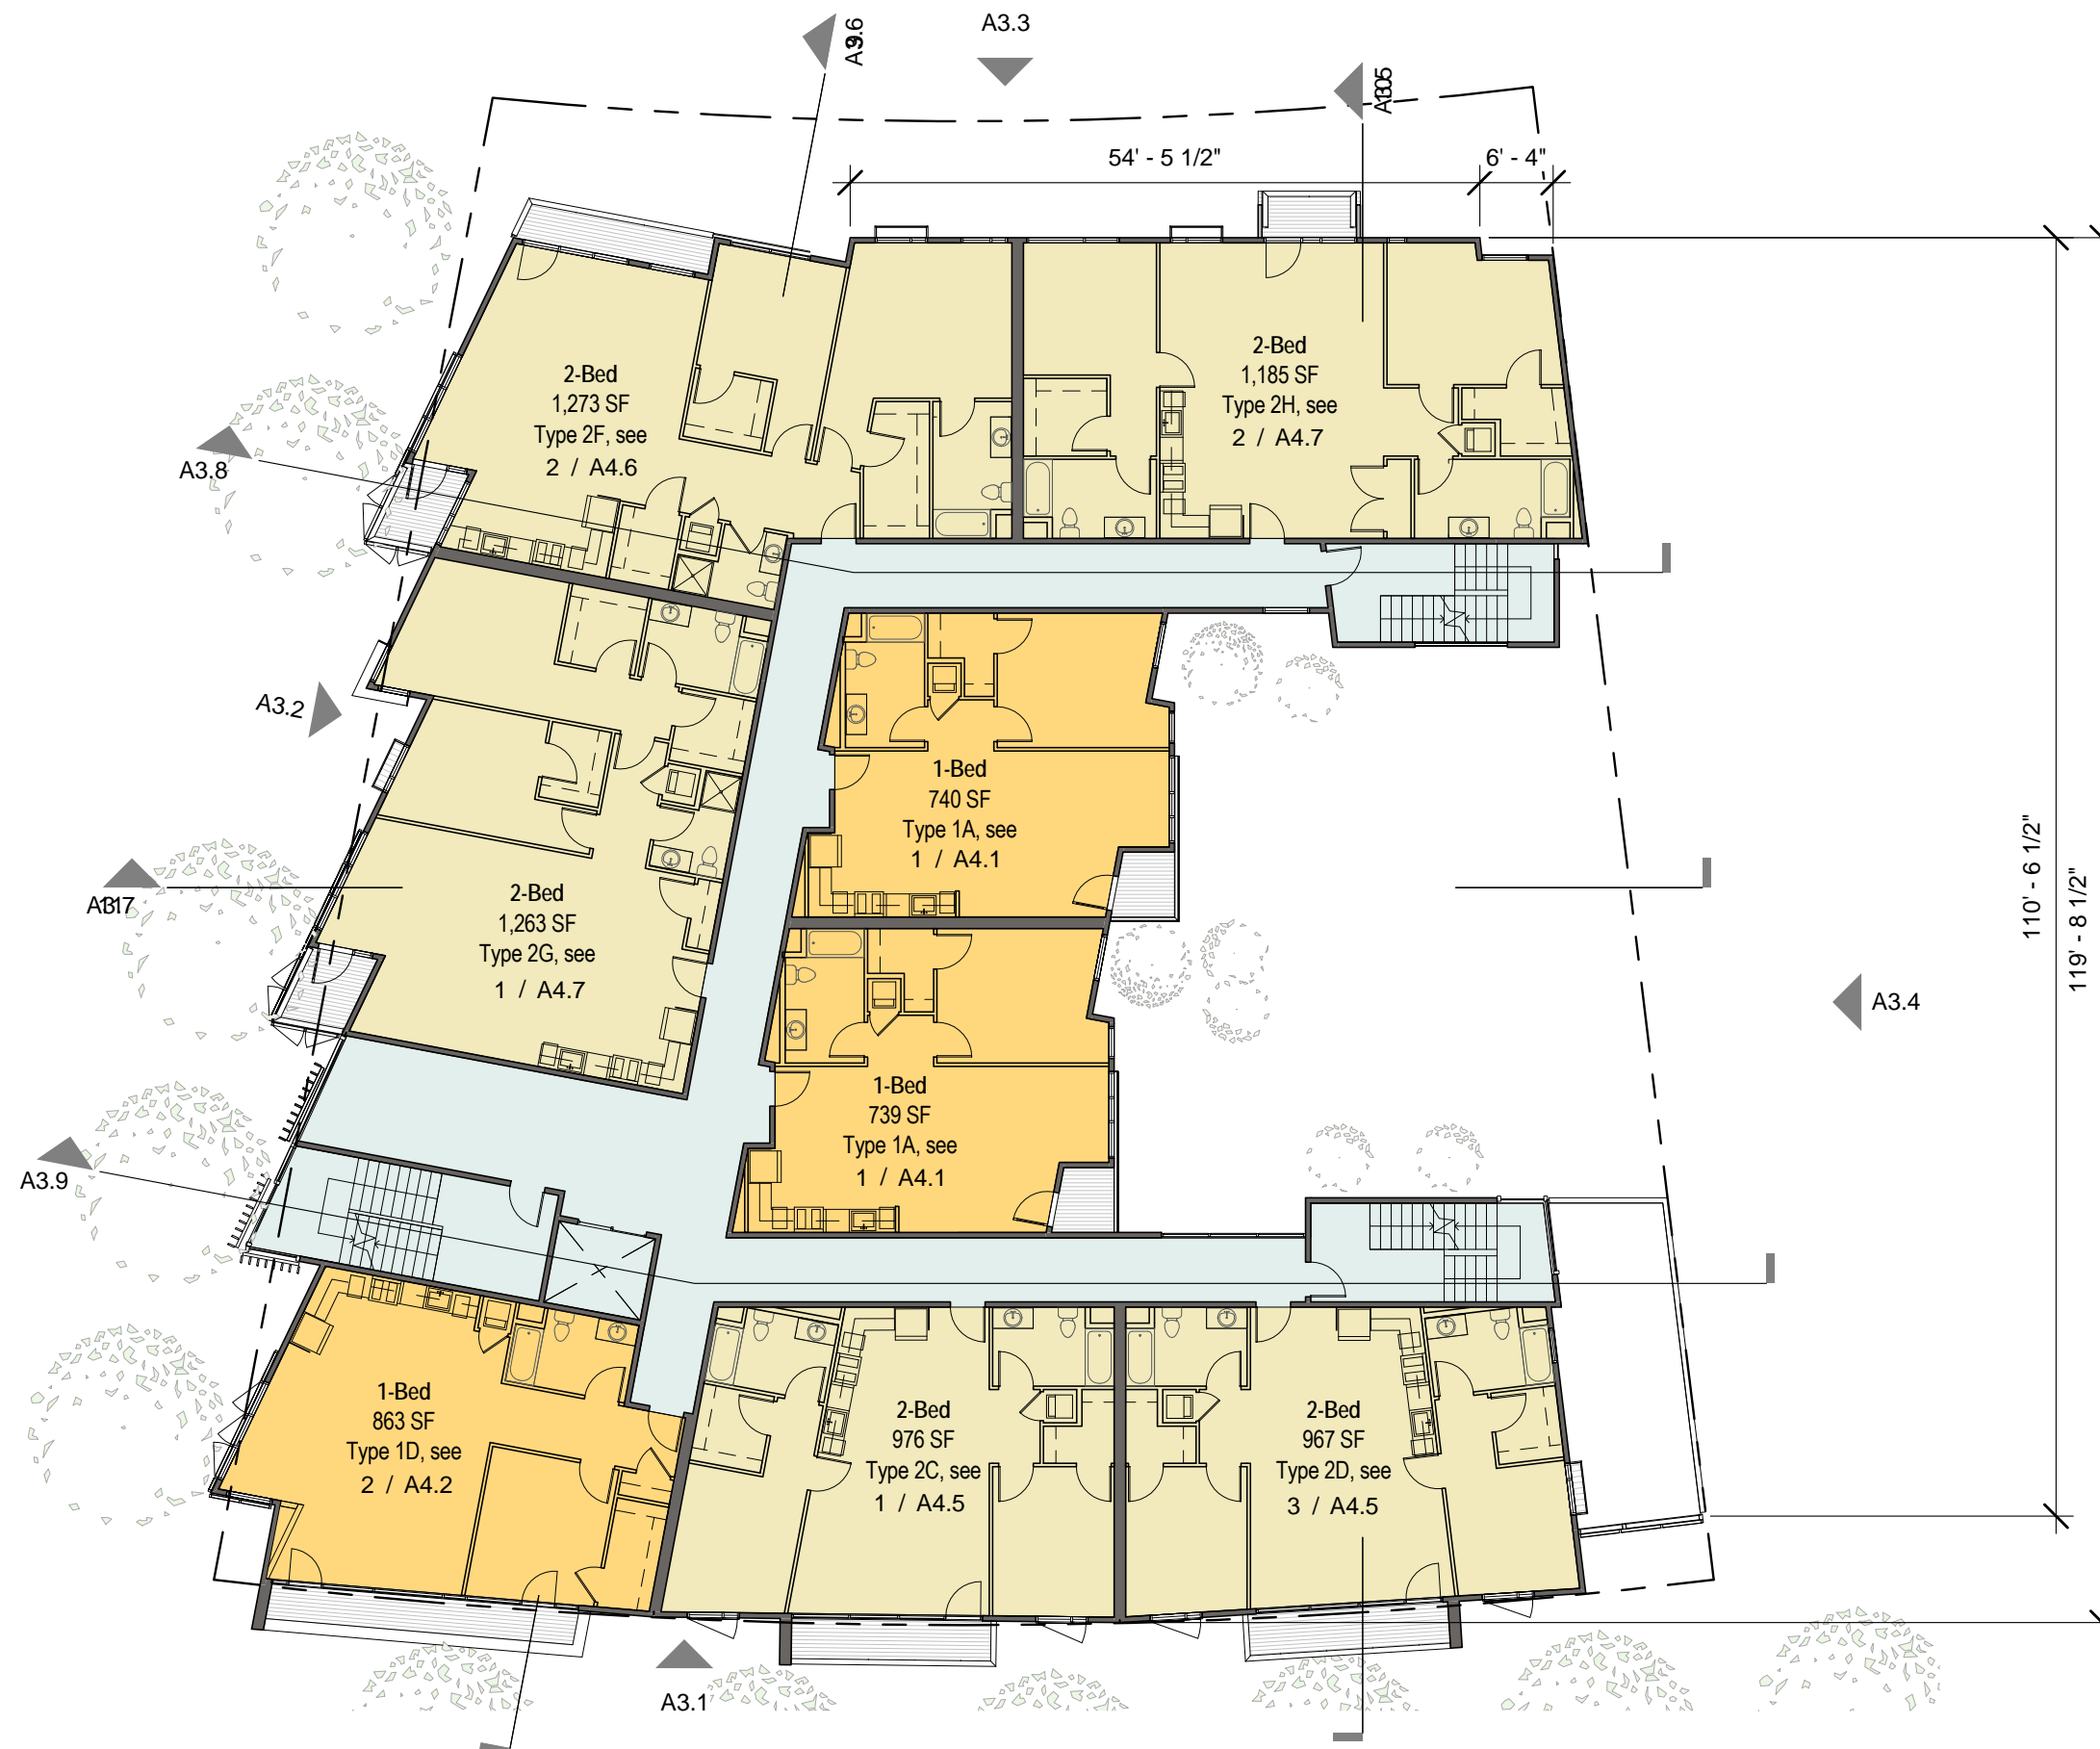 A3.3
54' - 5 1/2"
6' - 4"
2-Bed
1,273 SF
Type 2F, see
2 / A4.6
2-Bed
1,185 SF
Type 2H, see
2 / A4.7
A3.8
A3.2
1-Bed
740 SF
Type 1A, see
1 / A4.1
2-Bed
1,263 SF
Type 2G, see
1 / A4.7
110' - 6 1/2"
119' - 8 1/2"
A3.4
1-Bed
739 SF
Type 1A, see
1 / A4.1
A3.9
1-Bed
863 SF
Type 1D, see
2 / A4.2
2-Bed
976 SF
Type 2C, see
1 / A4.5
2-Bed
967 SF
Type 2D, see
3 / A4.5
A3.1